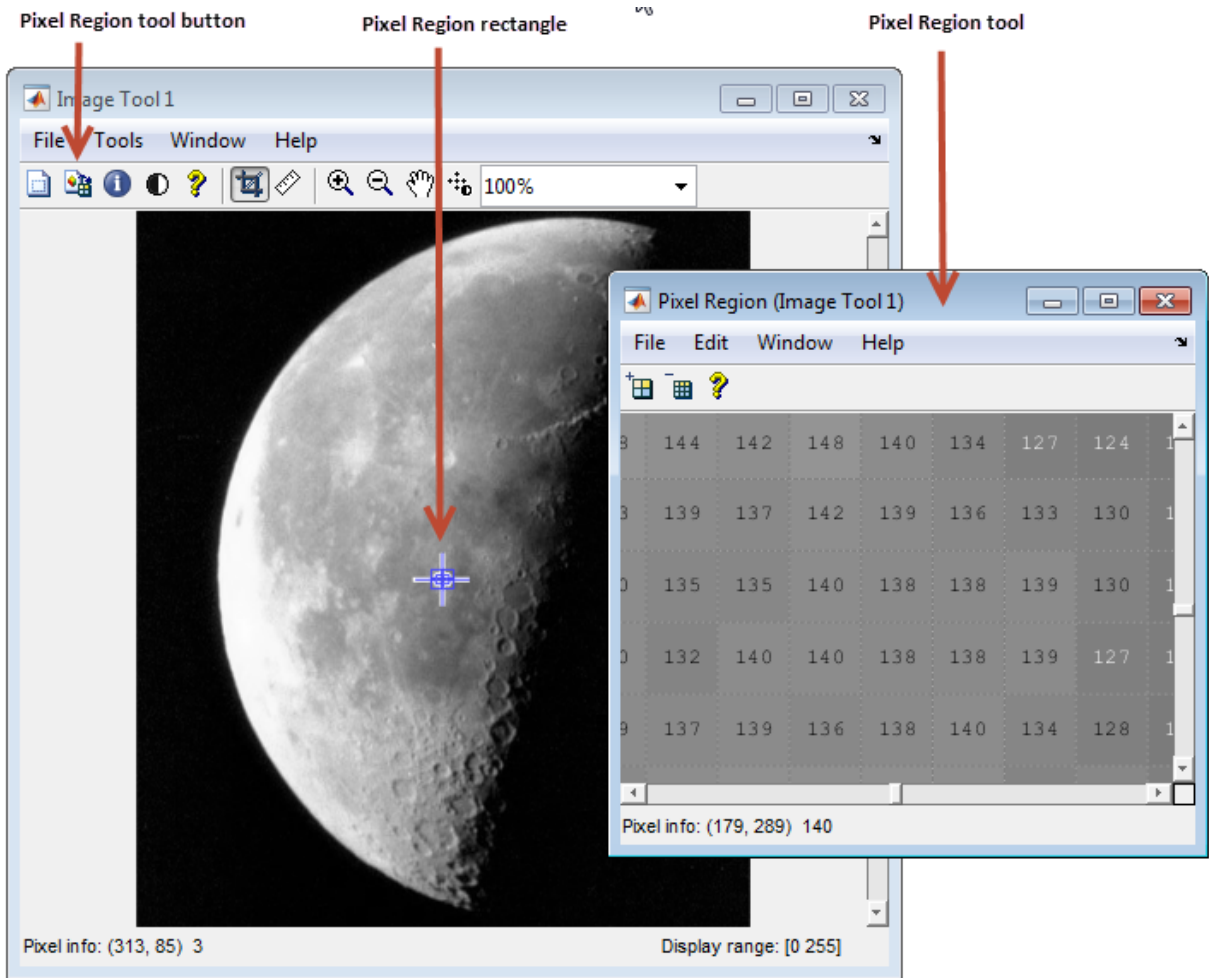 Pixel Region tool button
Pixel Region rectangle
Pixel Region tool
Image Tool 1
File Tools Window Help
100%
Pixel Region (Image Tool 1)
File Edit Window Help
144 142 148 140 134 127 124
139 137 142 139 136 133 130
135 135 140 138 138 139 130
132 140 140 138 138 139 127
137 139 136 138 140 134 128
Pixel info: (179, 289) 140
Pixel info: (313, 85) 3
Display range: [0 255]